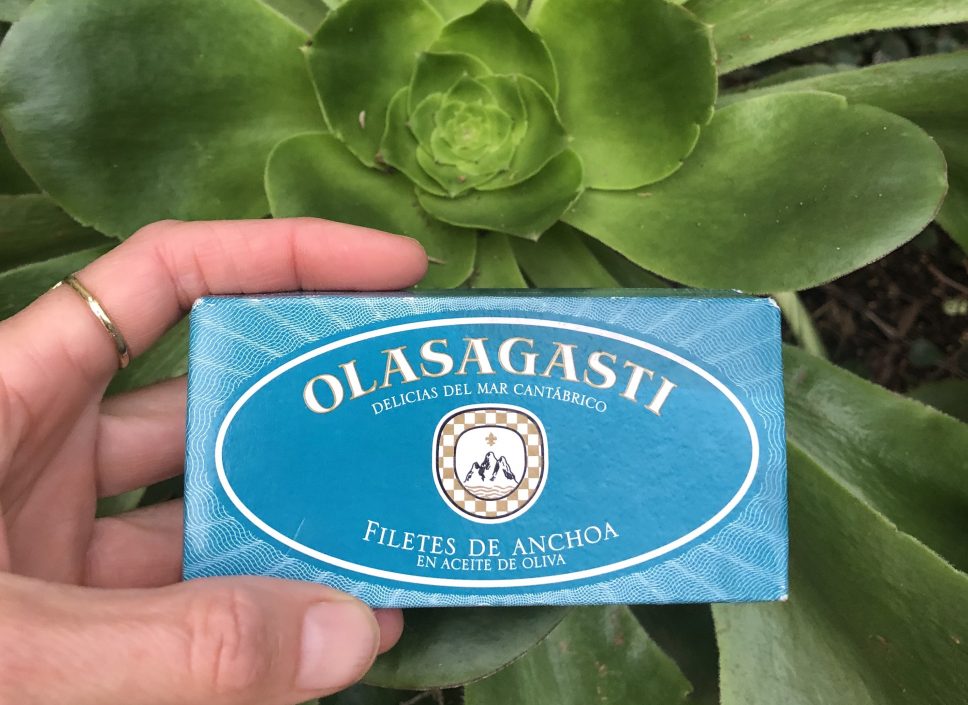 OLASAGASTI
DELICIAS DEL MAR CANTÁBRICO
FILETES DE ANCHOA
EN ACEITE DE OLIVA